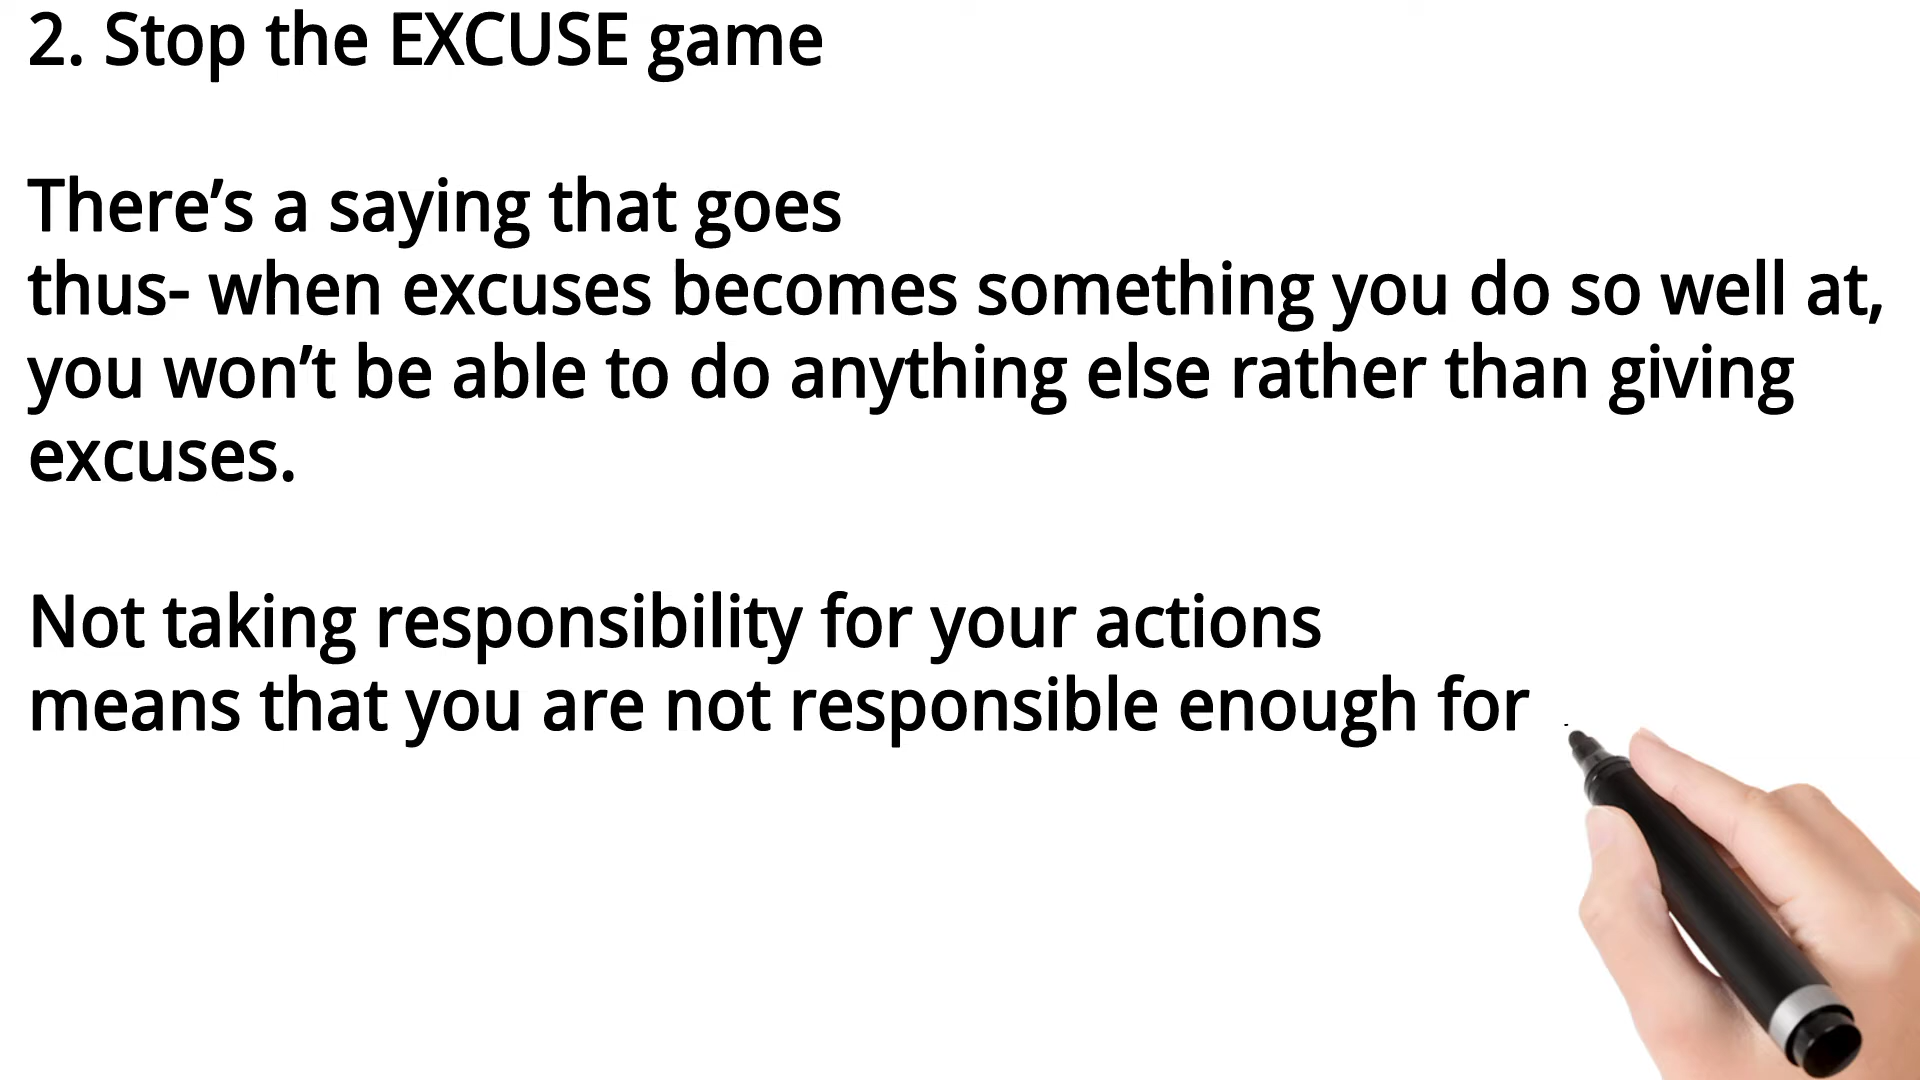 2. Stop the EXCUSE game
There’s a saying that goes
thus- when excuses becomes something you do so well at,
you won’t be able to do anything else rather than giving
excuses.
Not taking responsibility for your actions
means that you are not responsible enough for